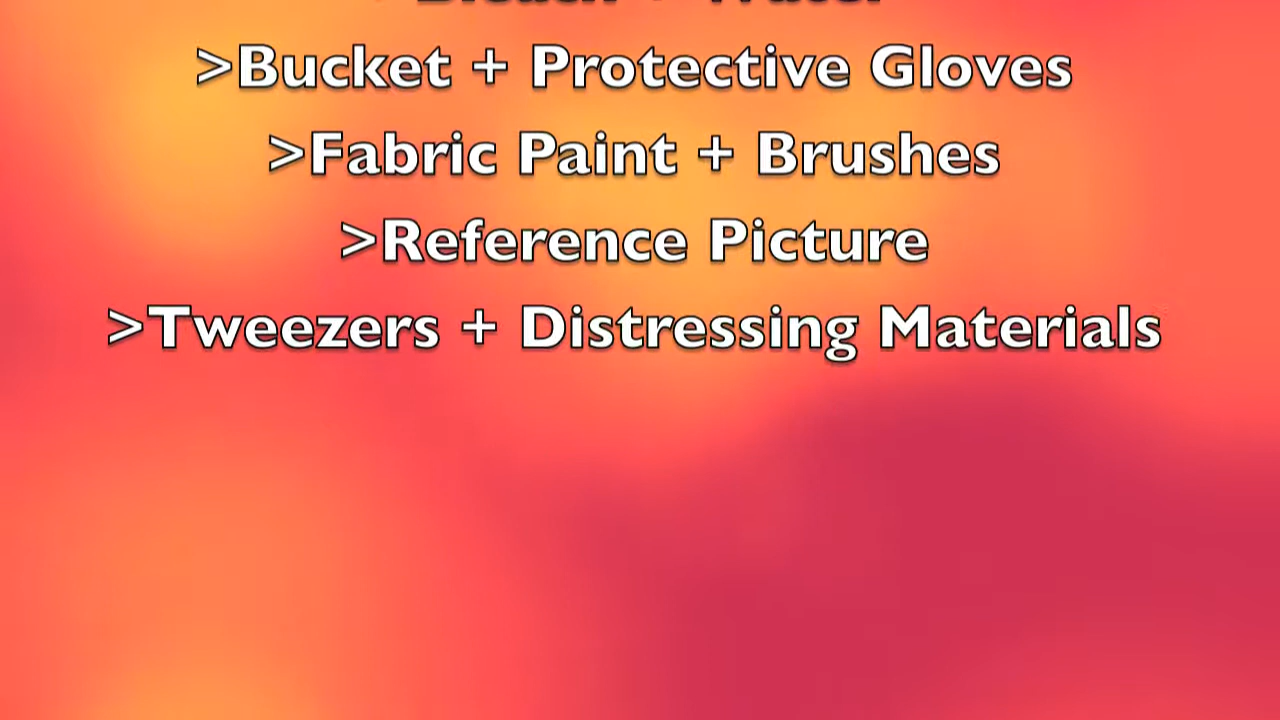 >Bucket + Protective Gloves
>Fabric Paint + Brushes
>Reference Picture
>Tweezers + Distressing Materials